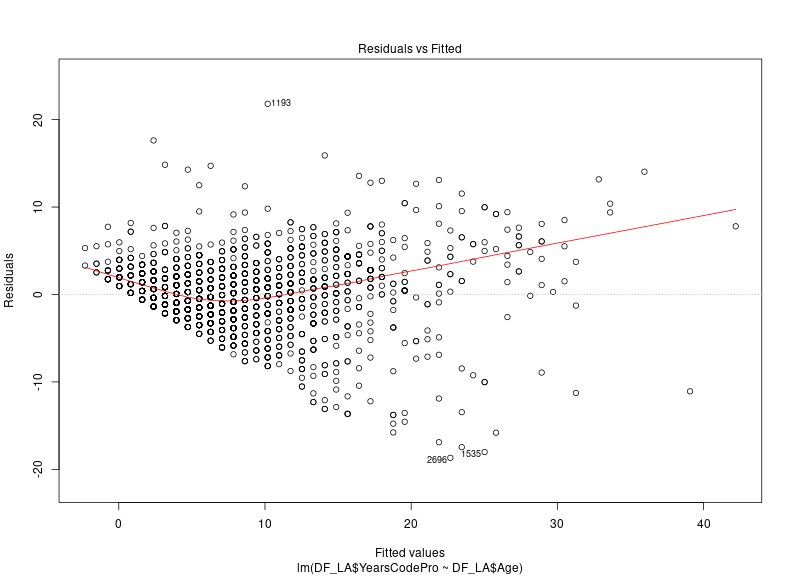 Residuals vs Fitted
Residuals
20
10
0
-10
-20
1193
2696
1535
0 10 20 30 40
Fitted values
lm(DF_LA$YearsCodePro ~ DF_LA$Age)